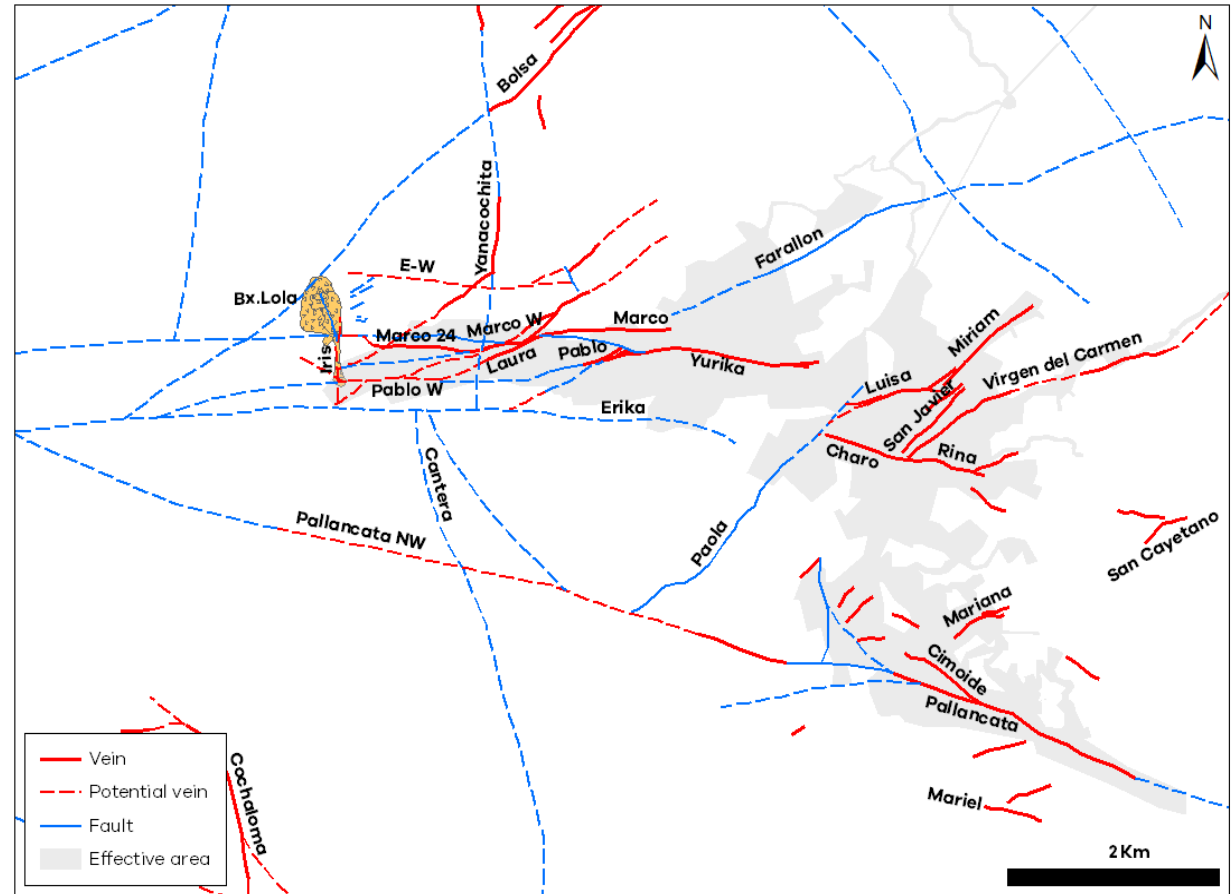 N
Bolsa
Yanacochita
Farallon
E-W
Bx.Lola
Marco W
Marco
Marco 24
Iris
Laura
Pablo
Yurika
Miriam
Luisa
Virgen del Carmen
San Javier
Pablo W
Erika
Charo
Rina
Cantera
Pallancata NW
Paola
San Cayetano
Mariana
Cimoide
Pallancata
Mariel
Cochaloma
Vein
Potential vein
Fault
Effective area
2Km